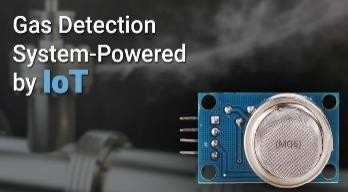 Gas Detection
System-Powered
by IoT
(MQ6)